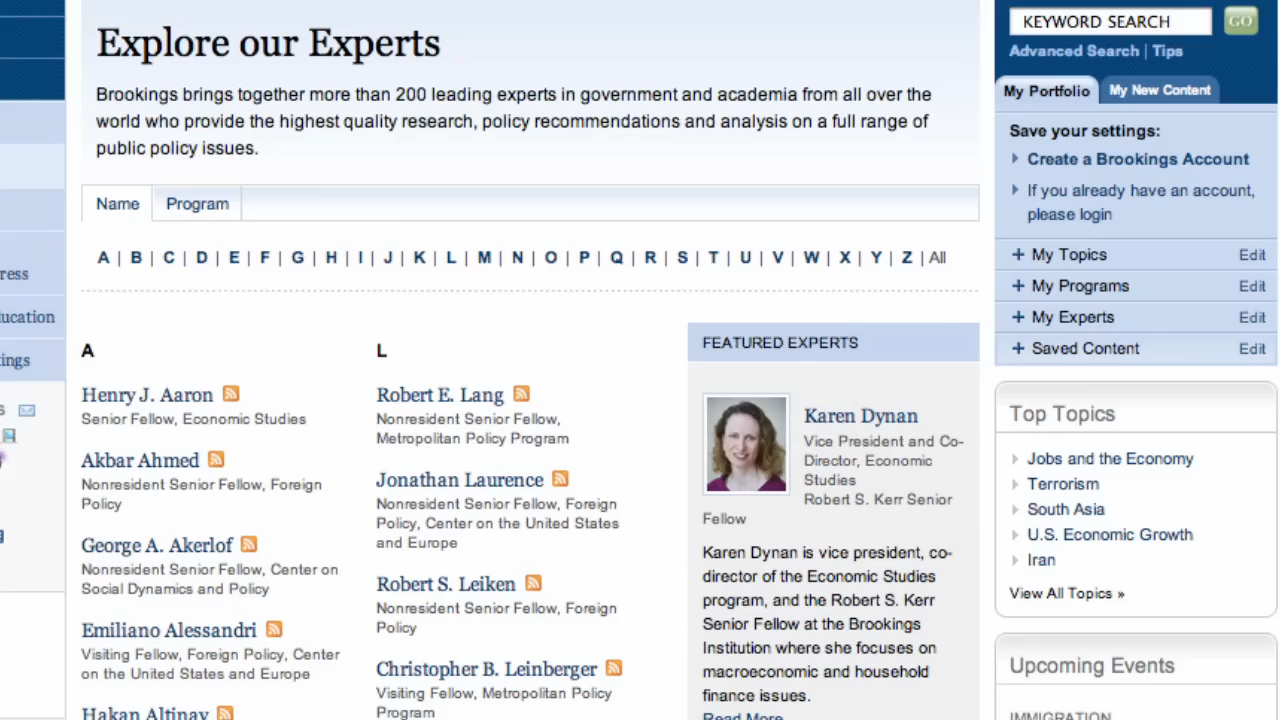 Explore our Experts
Brookings brings together more than 200 leading experts in government and academia from all over the
world who provide the highest quality research, policy recommendations and analysis on a full range of
public policy issues.
Name Program
A | B | C | D | E | F | G | H | I | J | K | L | M | N | O | P | Q | R | S | T | U | V | W | X | Y | Z | All
ress
ucation
ings
s
A
Henry J. Aaron
Senior Fellow, Economic Studies
Akbar Ahmed
Nonresident Senior Fellow, Foreign
Policy
George A. Akerlof
Nonresident Senior Fellow, Center on
Social Dynamics and Policy
Emiliano Alessandri
Visiting Fellow, Foreign Policy, Center
on the United States and Europe
Hakan Altinay
L
Robert E. Lang
Nonresident Senior Fellow,
Metropolitan Policy Program
Jonathan Laurence
Nonresident Senior Fellow, Foreign
Policy, Center on the United States
and Europe
Robert S. Leiken
Nonresident Senior Fellow, Foreign
Policy
Christopher B. Leinberger
Visiting Fellow, Metropolitan Policy
Program
FEATURED EXPERTS
Karen Dynan
Vice President and Co-
Director, Economic
Studies
Robert S. Kerr Senior
Fellow
Karen Dynan is vice president, co-
director of the Economic Studies
program, and the Robert S. Kerr
Senior Fellow at the Brookings
Institution where she focuses on
macroeconomic and household
finance issues.
Read More
KEYWORD SEARCH GO
Advanced Search | Tips
My Portfolio My New Content
Save your settings:
Create a Brookings Account
If you already have an account,
please login
+ My Topics Edit
+ My Programs Edit
+ My Experts Edit
+ Saved Content Edit
Top Topics
Jobs and the Economy
Terrorism
South Asia
U.S. Economic Growth
Iran
View All Topics »
Upcoming Events
IMMIGRATION